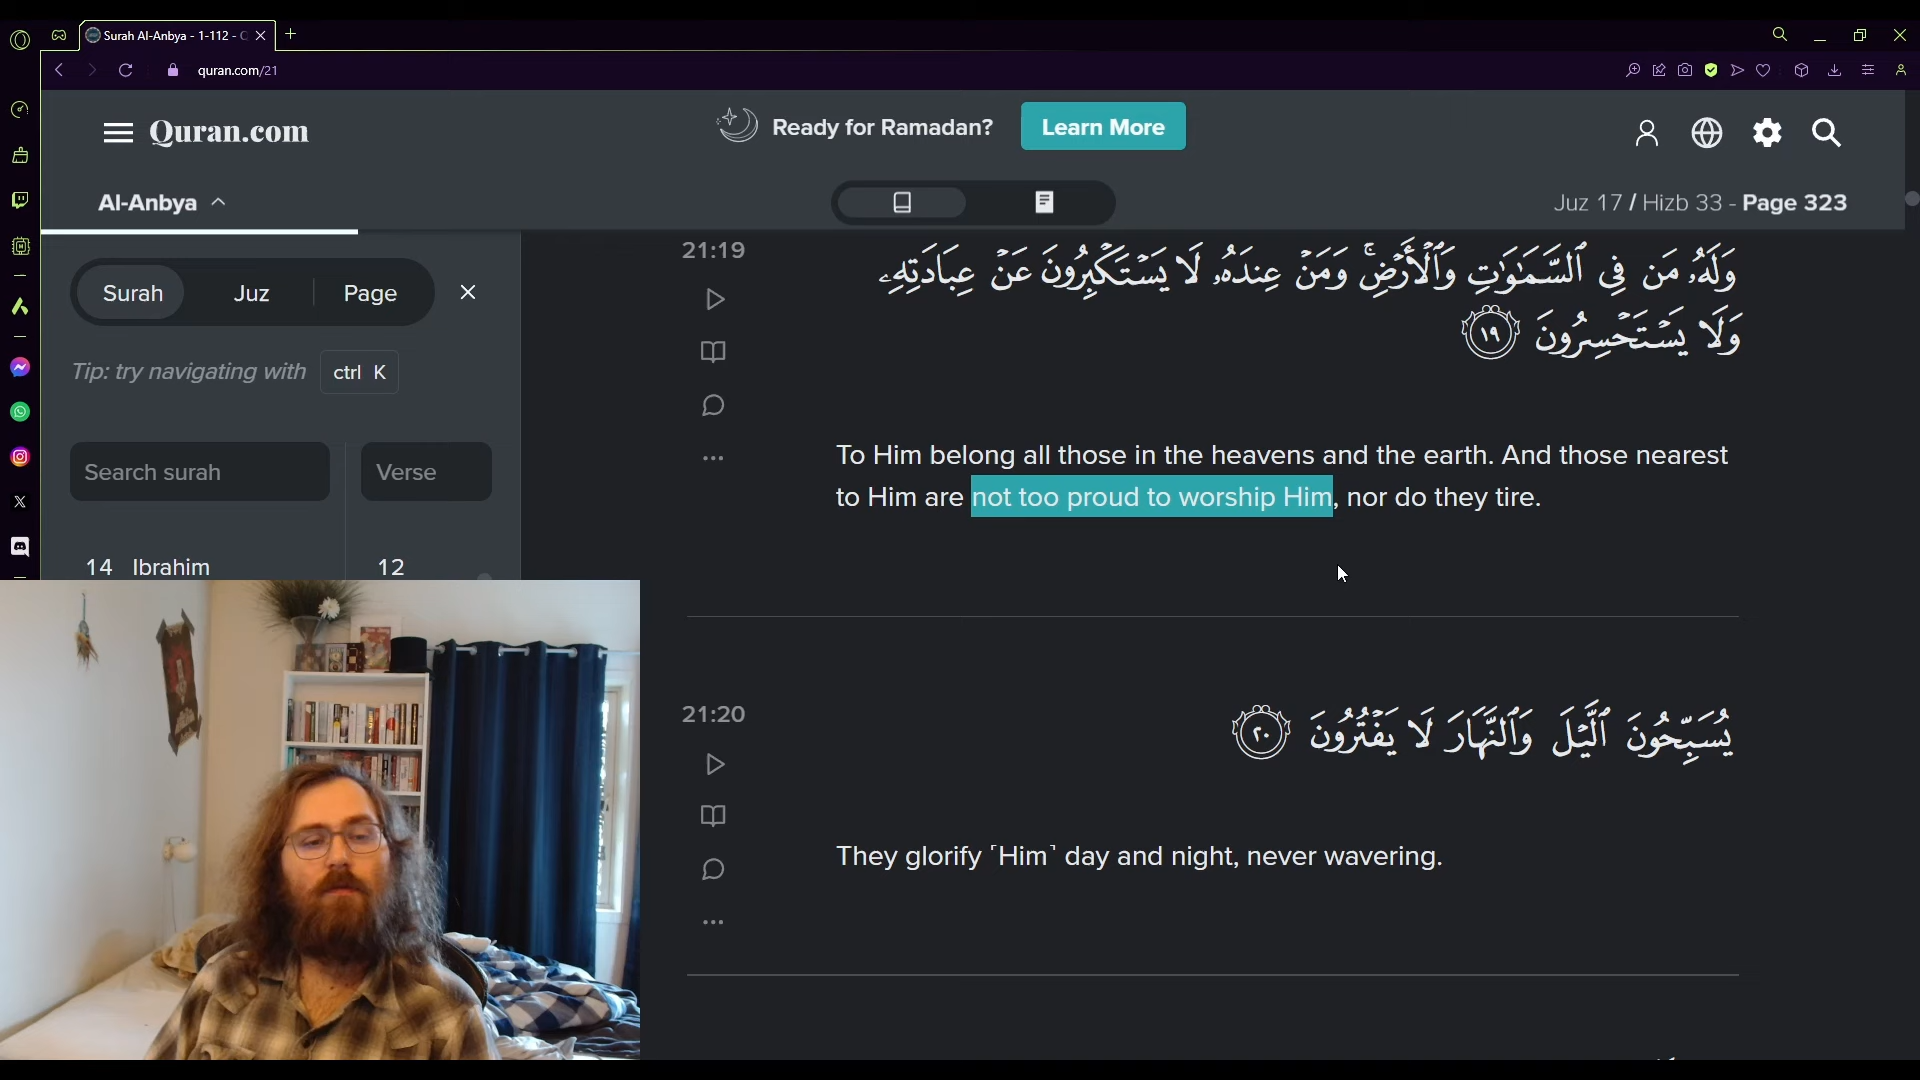 Surah Al-Anbya - 1-112 - Q
quran.com/21
Quran.com
Ready for Ramadan?
Learn More
Al-Anbya
Juz 17 / Hizb 33 - Page 323
Surah
Juz
Page
Tip: try navigating with
ctrl K
Search surah
Verse
14 Ibrahim
12
21:19
وَلَهُۥ مَن فِى ٱلسَّمَـٰوَٰتِ وَٱلْأَرْضِ ۚ وَمَنْ عِندَهُۥ لَا يَسْتَكْبِرُونَ عَنْ عِبَادَتِهِۦ
وَلَا يَسْتَحْسِرُونَ ١٩
To Him belong all those in the heavens and the earth. And those nearest
to Him are not too proud to worship Him, nor do they tire.
21:20
يُسَبِّحُونَ ٱلَّيْلَ وَٱلنَّهَارَ لَا يَفْتُرُونَ ٢٠
They glorify ˹Him˺ day and night, never wavering.